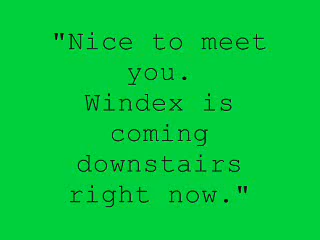 "Nice to meet
you.
Windex is
coming
downstairs
right now."